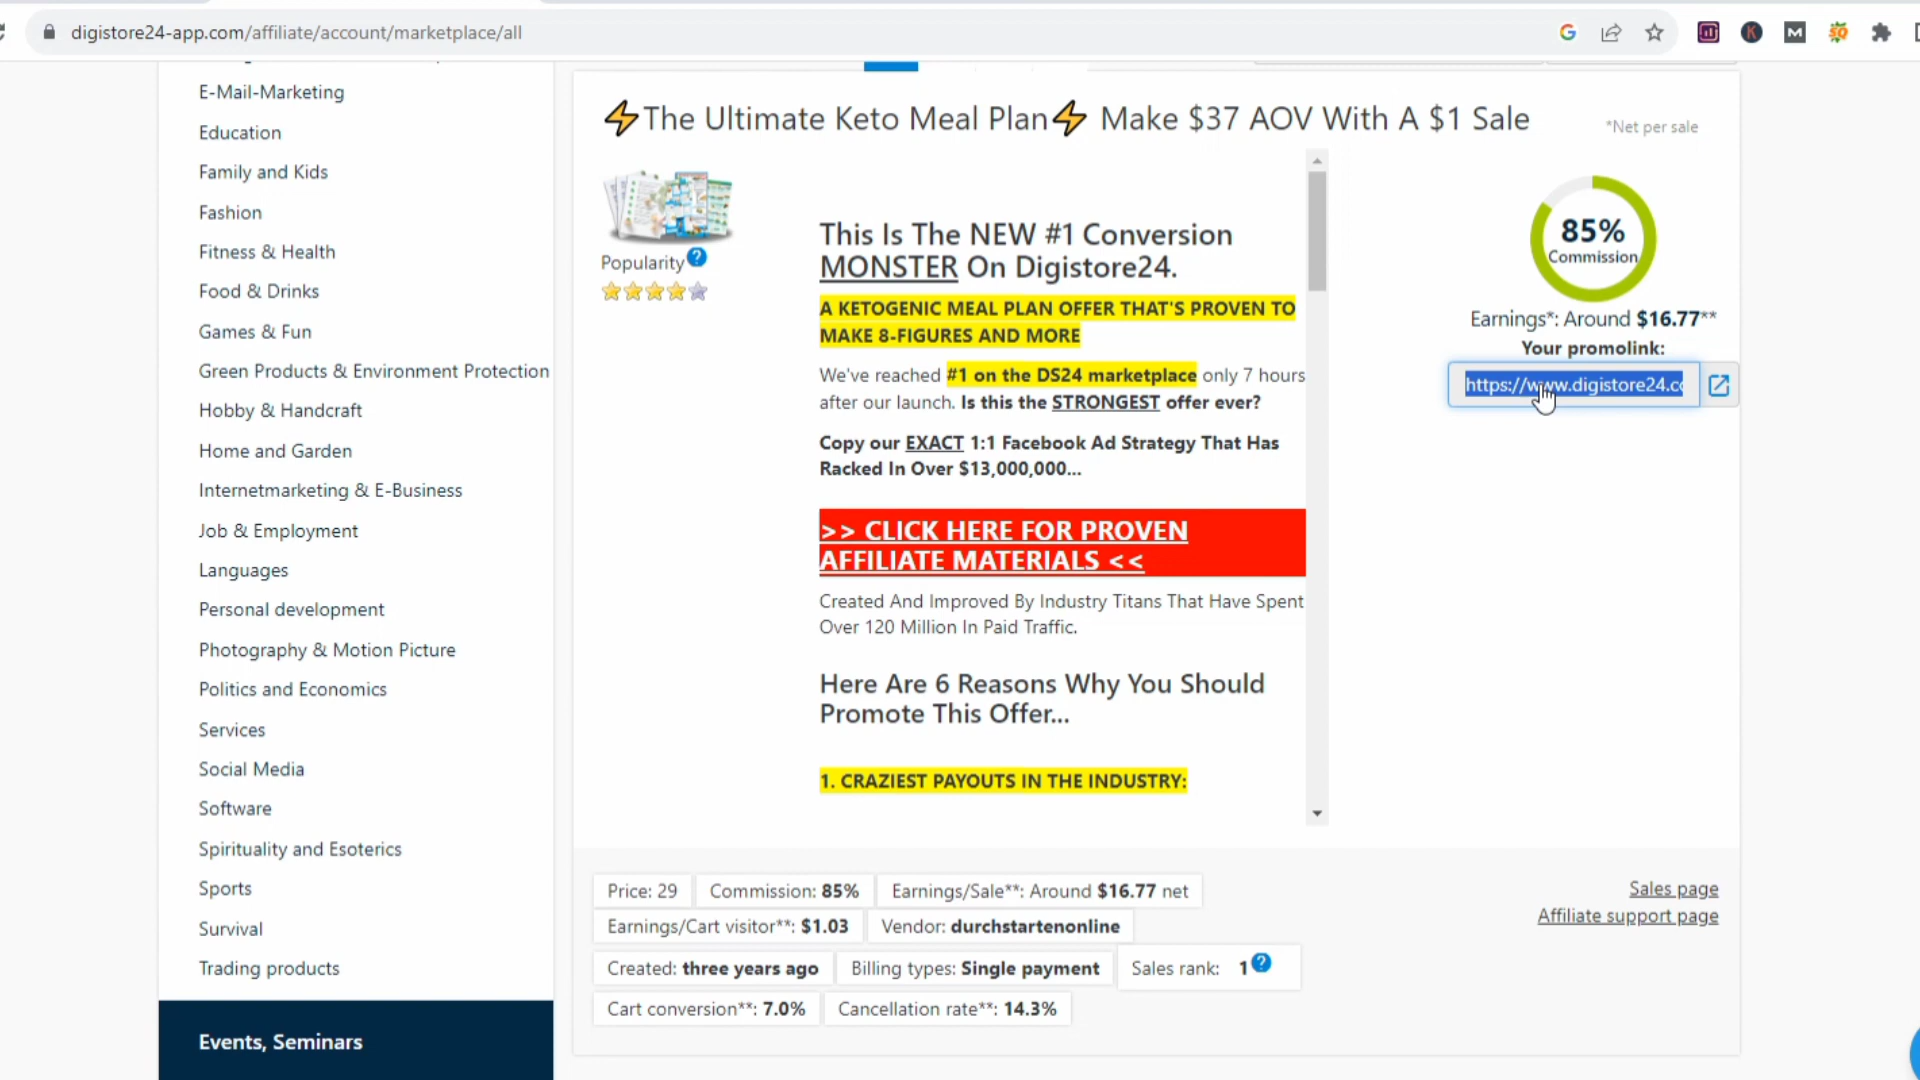 digistore24-app.com/affiliate/account/marketplace/all
E-Mail-Marketing
Education
Family and Kids
Fashion
Fitness & Health
Food & Drinks
Games & Fun
Green Products & Environment Protection
Hobby & Handcraft
Home and Garden
Internetmarketing & E-Business
Job & Employment
Languages
Personal development
Photography & Motion Picture
Politics and Economics
Services
Social Media
Software
Spirituality and Esoterics
Sports
Survival
Trading products
Events, Seminars
⚡The Ultimate Keto Meal Plan⚡ Make $37 AOV With A $1 Sale
*Net per sale
Popularity
This Is The NEW #1 Conversion
MONSTER On Digistore24.
A KETOGENIC MEAL PLAN OFFER THAT'S PROVEN TO
MAKE 8-FIGURES AND MORE
We've reached #1 on the DS24 marketplace only 7 hours
after our launch. Is this the STRONGEST offer ever?
Copy our EXACT 1:1 Facebook Ad Strategy That Has
Racked In Over $13,000,000...
>> CLICK HERE FOR PROVEN
AFFILIATE MATERIALS <<
Created And Improved By Industry Titans That Have Spent
Over 120 Million In Paid Traffic.
Here Are 6 Reasons Why You Should
Promote This Offer...
1. CRAZIEST PAYOUTS IN THE INDUSTRY:
85%
Commission
Earnings*: Around $16.77**
Your promolink:
https://www.digistore24.co
Price: 29
Commission: 85%
Earnings/Sale**: Around $16.77 net
Earnings/Cart visitor**: $1.03
Vendor: durchstartenonline
Created: three years ago
Billing types: Single payment
Sales rank: 1
Cart conversion**: 7.0%
Cancellation rate**: 14.3%
Sales page
Affiliate support page